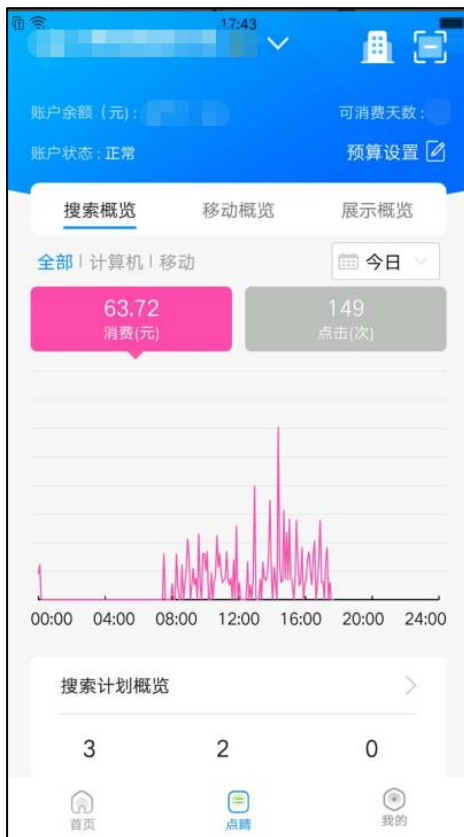 17:43
账户余额（元）:
可消费天数:
账户状态 : 正常
预算设置
搜索概览 移动概览 展示概览
全部 | 计算机 | 移动
今日
63.72 149
消费(元) 点击(次)
00:00 04:00 08:00 12:00 16:00 20:00 24:00
搜索计划概览
3 2 0
首页 点睛 我的